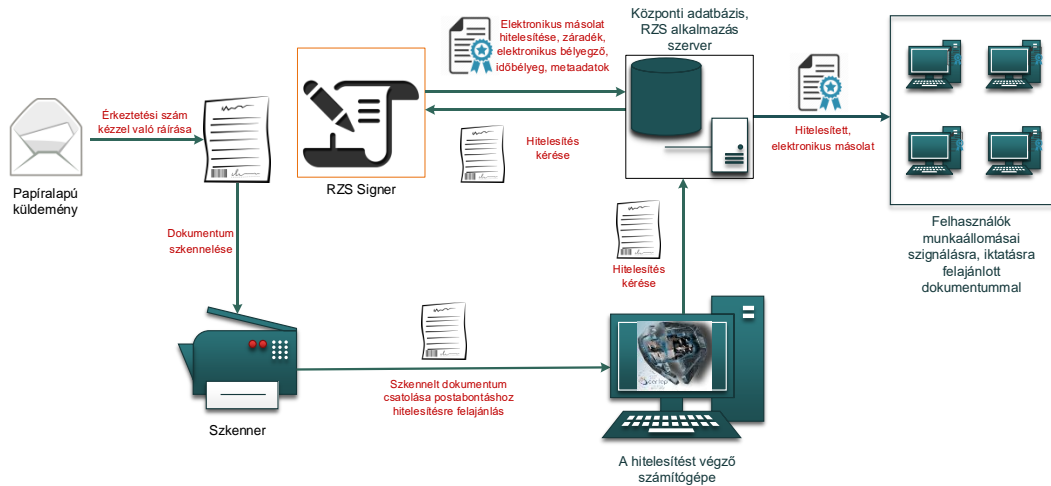 Elektronikus másolat
hitelesítése, záradék,
elektronikus bélyegző,
időbélyeg, metaadatok
Központi adatbázis,
RZS alkalmazás
szerver
Érkeztetési szám
kézzel való ráírása
Hitelesítés
kérése
Hitelesített,
elektronikus másolat
Papíralapú
küldemény
RZS Signer
Dokumentum
szkennelése
Hitelesítés
kérése
Felhasználók
munkaállomásai
szignálásra, iktatásra
felajánlott
dokumentummal
Szkennelt dokumentum
csatolása postabontáshoz
hitelesítésre felajánlás
Szkenner
A hitelesítést végző
számítógépe